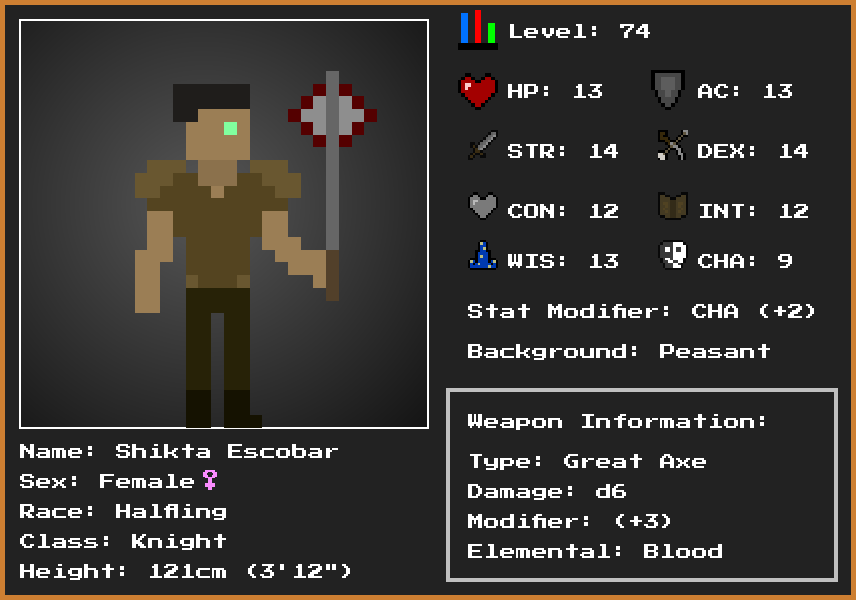 Level: 74
HP: 13 AC: 13
STR: 14 DEX: 14
CON: 12 INT: 12
WIS: 13 CHA: 9
Stat Modifier: CHA (+2)
Background: Peasant
Weapon Information:
Type: Great Axe
Damage: d6
Modifier: (+3)
Elemental: Blood
Name: Shikta Escobar
Sex: Female♀
Race: Halfling
Class: Knight
Height: 121cm (3'12")